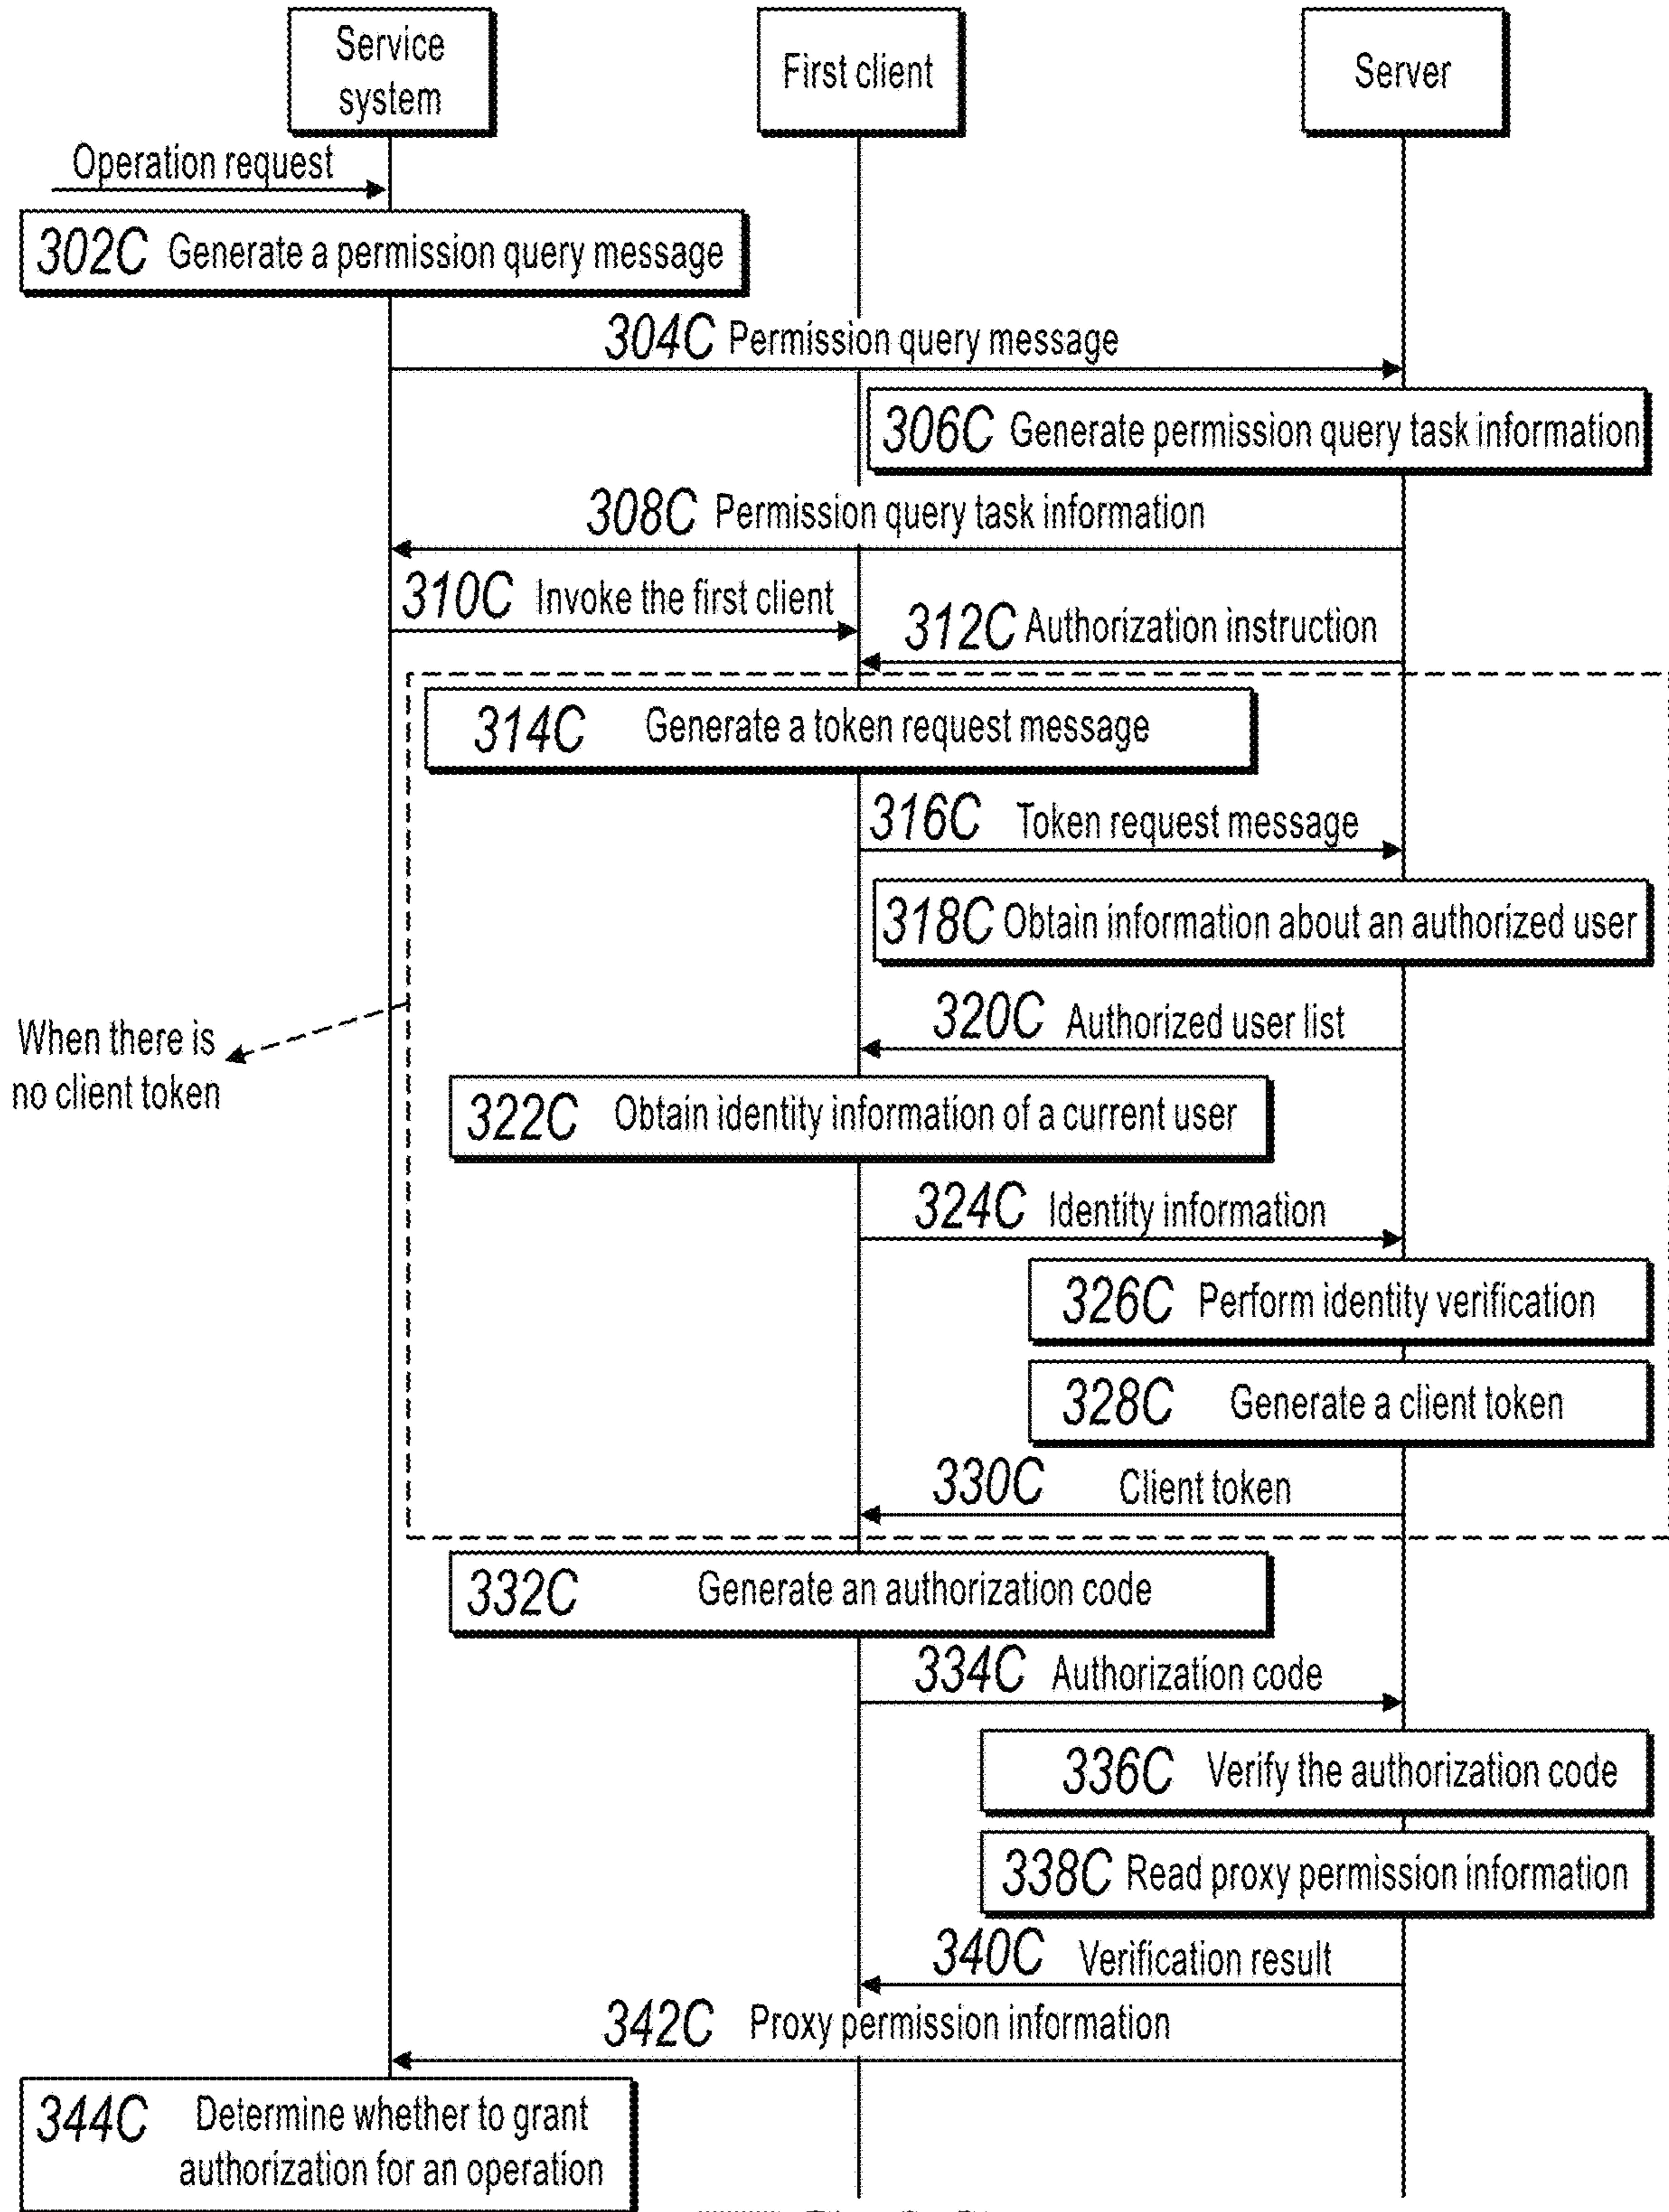 Service
system
First client
Server
Operation request
302C Generate a permission query message
304C Permission query message
306C Generate permission query task information
308C Permission query task information
310C Invoke the first client
312C Authorization instruction
314C Generate a token request message
316C Token request message
318C Obtain information about an authorized user
320C Authorized user list
When there is
no client token
322C Obtain identity information of a current user
324C Identity information
326C Perform identity verification
328C Generate a client token
330C Client token
332C Generate an authorization code
334C Authorization code
336C Verify the authorization code
338C Read proxy permission information
340C Verification result
342C Proxy permission information
344C Determine whether to grant
authorization for an operation